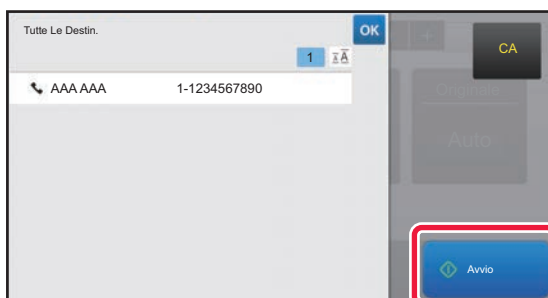 Tutte Le Destin.
OK
CA
1
AAA AAA 1-1234567890
Originale
Auto
Avvio